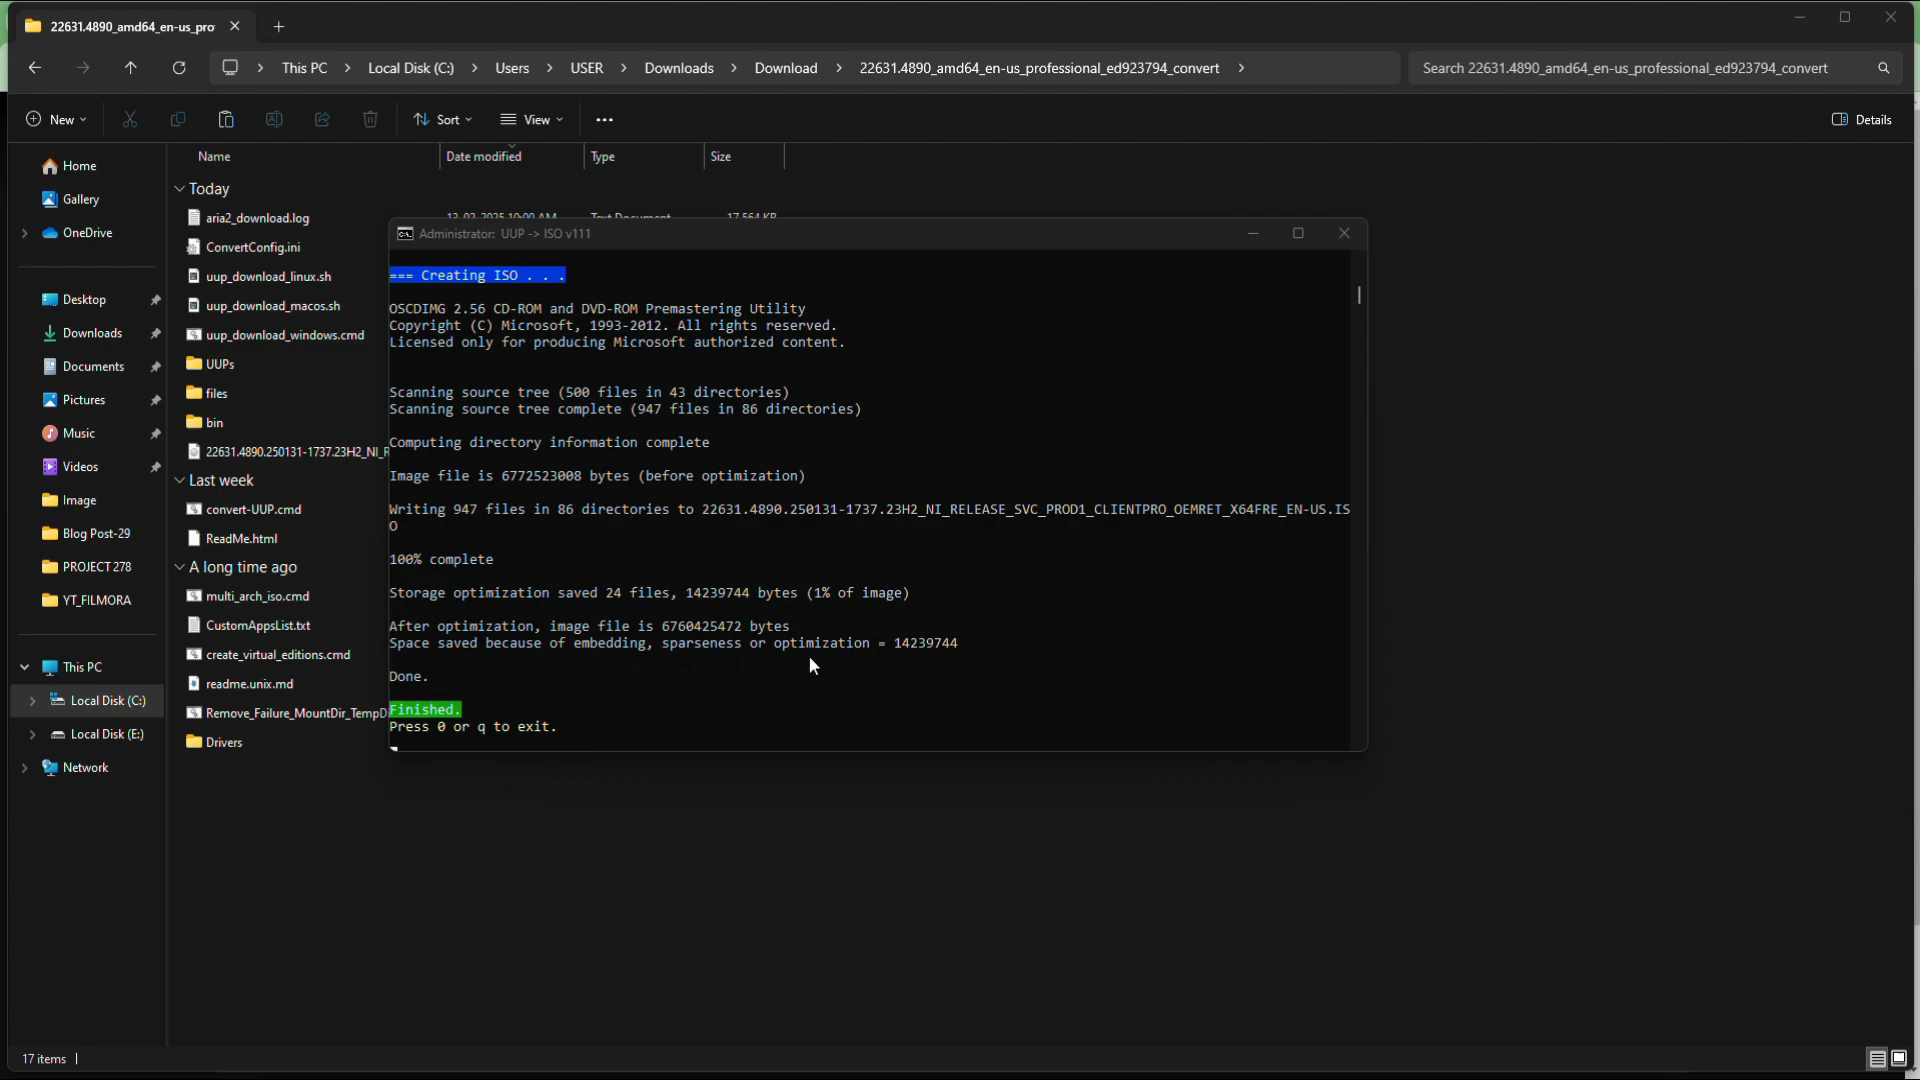 22631.4890_amd64_en-us_pro
This PC
Local Disk (C:)
Users
USER
Downloads
Download
22631.4890_amd64_en-us_professional_ed923794_convert
Search 22631.4890_amd64_en-us_professional_ed923794_convert
New
Sort
View
Details
Name
Date modified
Type
Size
Home
Gallery
OneDrive
Desktop
Downloads
Documents
Pictures
Music
Videos
Image
Blog Post-29
PROJECT 278
YT_FILMORA
This PC
Local Disk (C:)
Local Disk (E:)
Network
Today
aria2_download.log
ConvertConfig.ini
uup_download_linux.sh
uup_download_macos.sh
uup_download_windows.cmd
UUPs
files
bin
22631.4890.250131-1737.23H2_NI_R
Last week
convert-UUP.cmd
ReadMe.html
A long time ago
multi_arch_iso.cmd
CustomAppsList.txt
create_virtual_editions.cmd
readme.unix.md
Remove_Failure_MountDir_TempD
Drivers
Administrator: UUP -> ISO v111
=== Creating ISO . . .
OSCDIMG 2.56 CD-ROM and DVD-ROM Premastering Utility
Copyright (C) Microsoft, 1993-2012. All rights reserved.
Licensed only for producing Microsoft authorized content.
Scanning source tree (500 files in 43 directories)
Scanning source tree complete (947 files in 86 directories)
Computing directory information complete
Image file is 6772523008 bytes (before optimization)
Writing 947 files in 86 directories to 22631.4890.250131-1737.23H2_NI_RELEASE_SVC_PROD1_CLIENTPRO_OEMRET_X64FRE_EN-US.IS
O
100% complete
Storage optimization saved 24 files, 14239744 bytes (1% of image)
After optimization, image file is 6760425472 bytes
Space saved because of embedding, sparseness or optimization = 14239744
Done.
Finished.
Press 0 or q to exit.
17 items